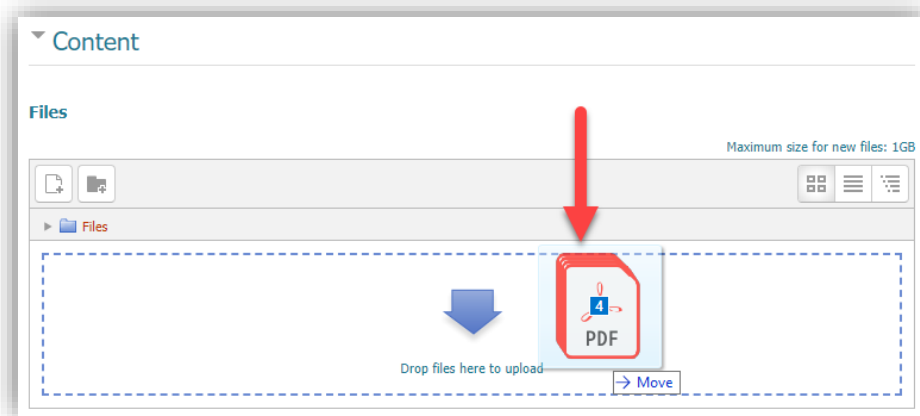 Content
Files
Maximum size for new files: 1GB
Files
4
PDF
Drop files here to upload
Move